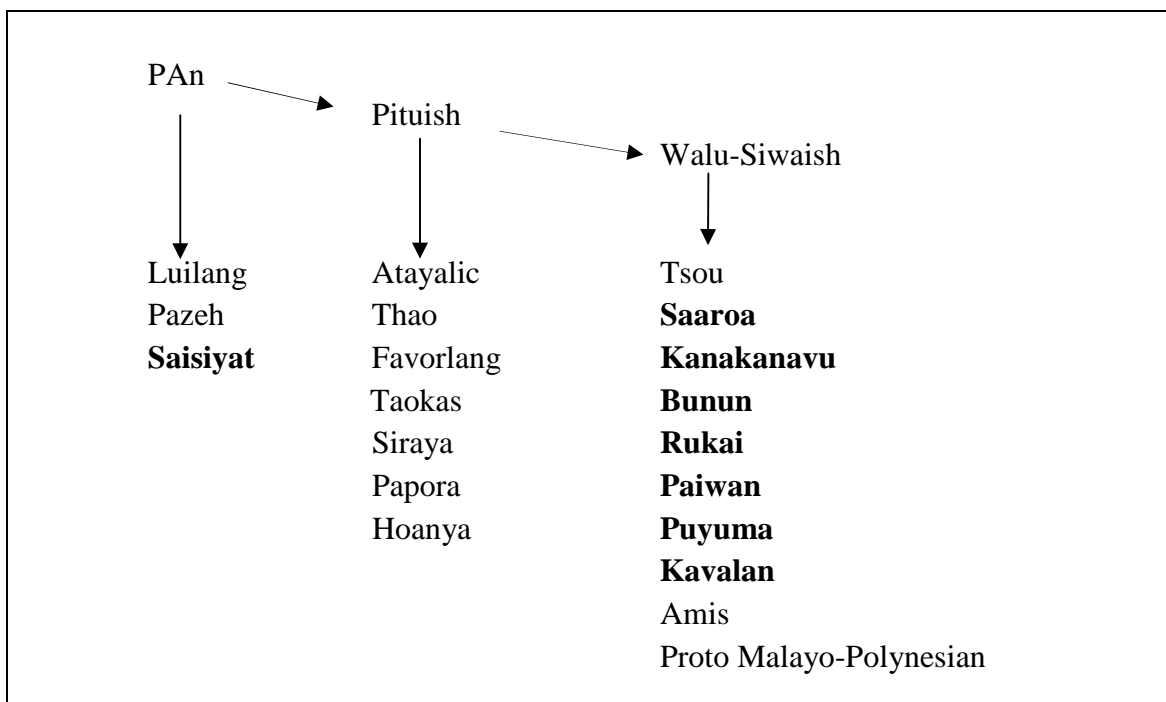 PAn
Pituish
Walu-Siwaish
Luilang
Pazeh
Saisiyat
Atayalic
Thao
Favorlang
Taokas
Siraya
Papora
Hoanya
Tsou
Saaroa
Kanakanavu
Bunun
Rukai
Paiwan
Puyuma
Kavalan
Amis
Proto Malayo-Polynesian